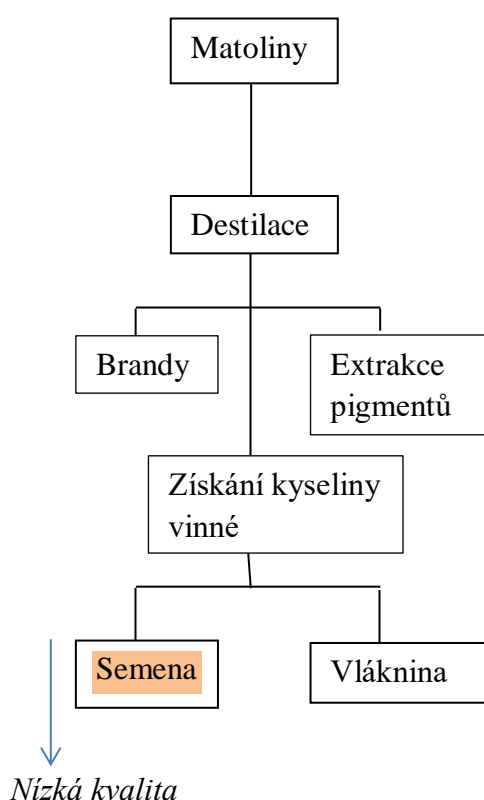 Matoliny
Destilace
Brandy
Extrakce
pigmentů
Získání kyseliny
vinné
Semena
Vláknina
Nízká kvalita